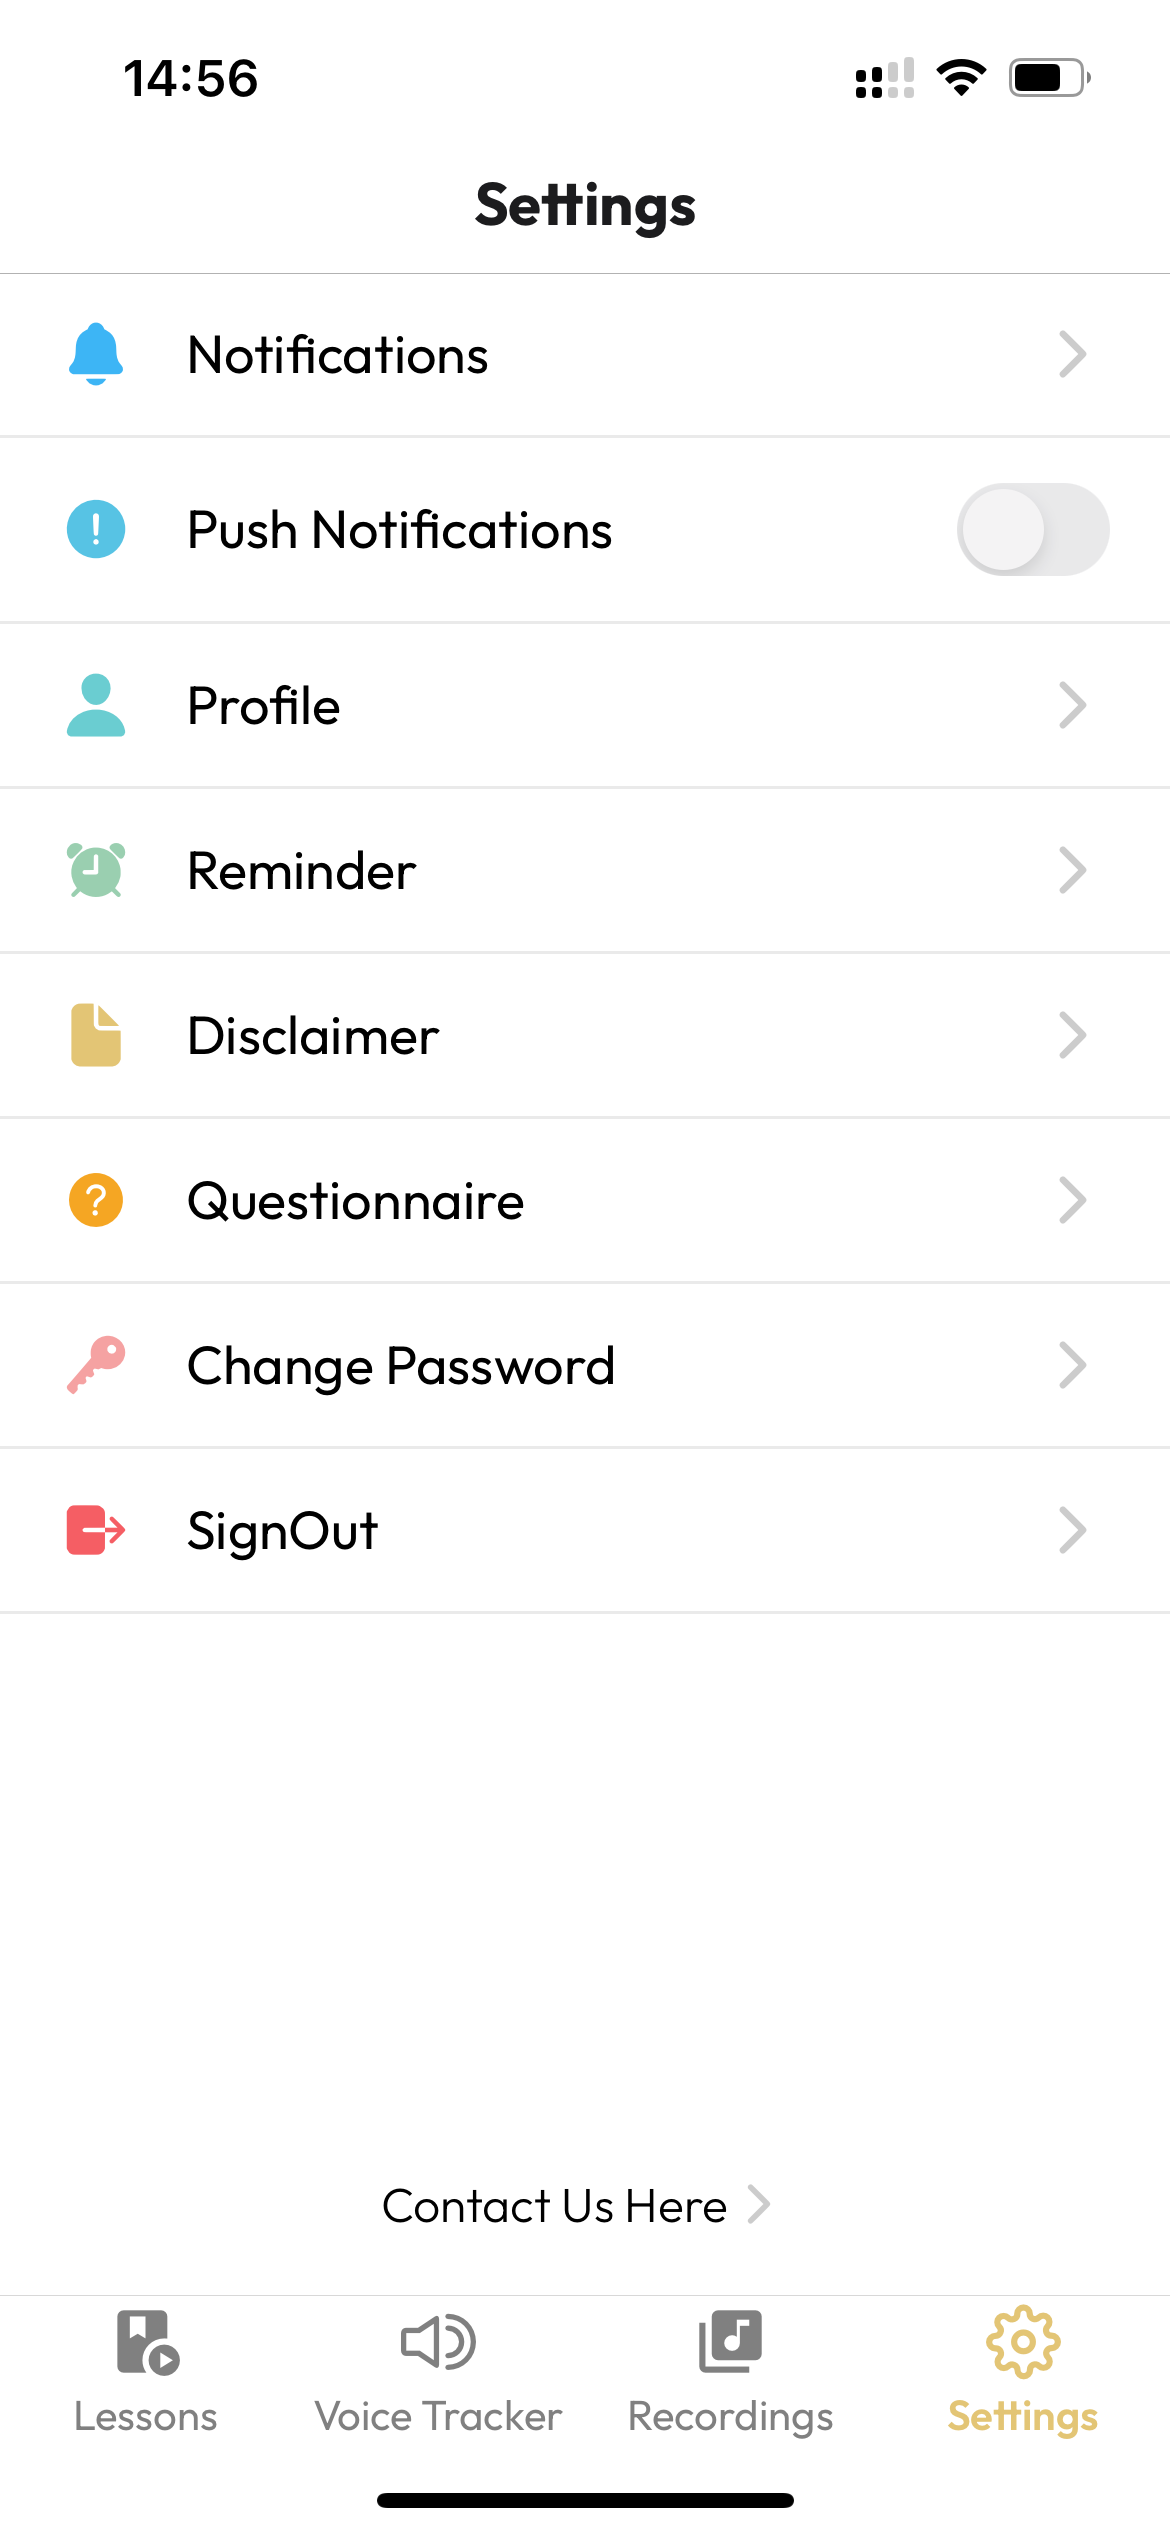 14:56
Settings
Notifications
Push Notifications
Profile
Reminder
Disclaimer
Questionnaire
Change Password
SignOut
Contact Us Here
Lessons
Voice Tracker
Recordings
Settings